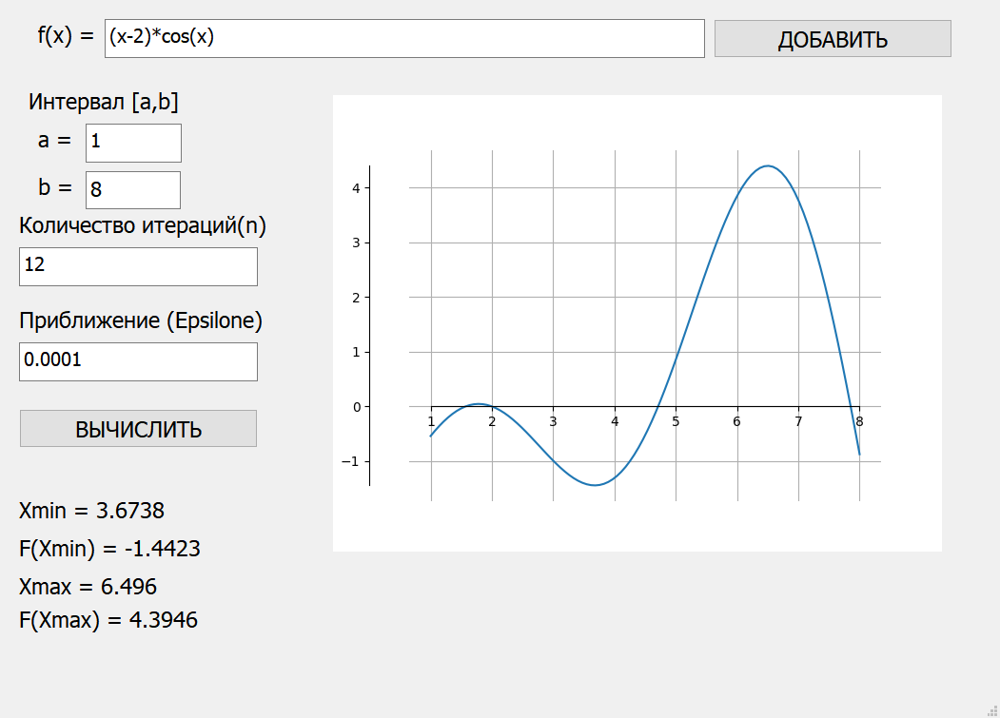 f(x) = (x-2)*cos(x) ДОБАВИТЬ
Интервал [a,b]
a = 1
b = 8
Количество итераций(n)
12
Приближение (Epsilone)
0.0001
ВЫЧИСЛИТЬ
Xmin = 3.6738
F(Xmin) = -1.4423
Xmax = 6.496
F(Xmax) = 4.3946
4
3
2
1
0
−1
1 2 3 4 5 6 7 8